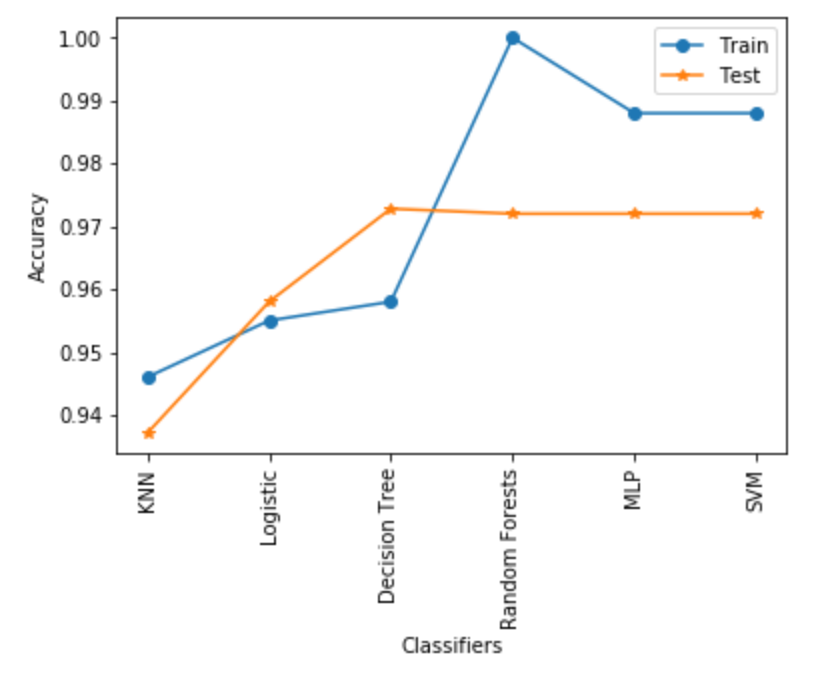 1.00
0.99
0.98
0.97
0.96
0.95
0.94
Accuracy
Train
Test
KNN
Logistic
Decision Tree
Random Forests
MLP
SVM
Classifiers